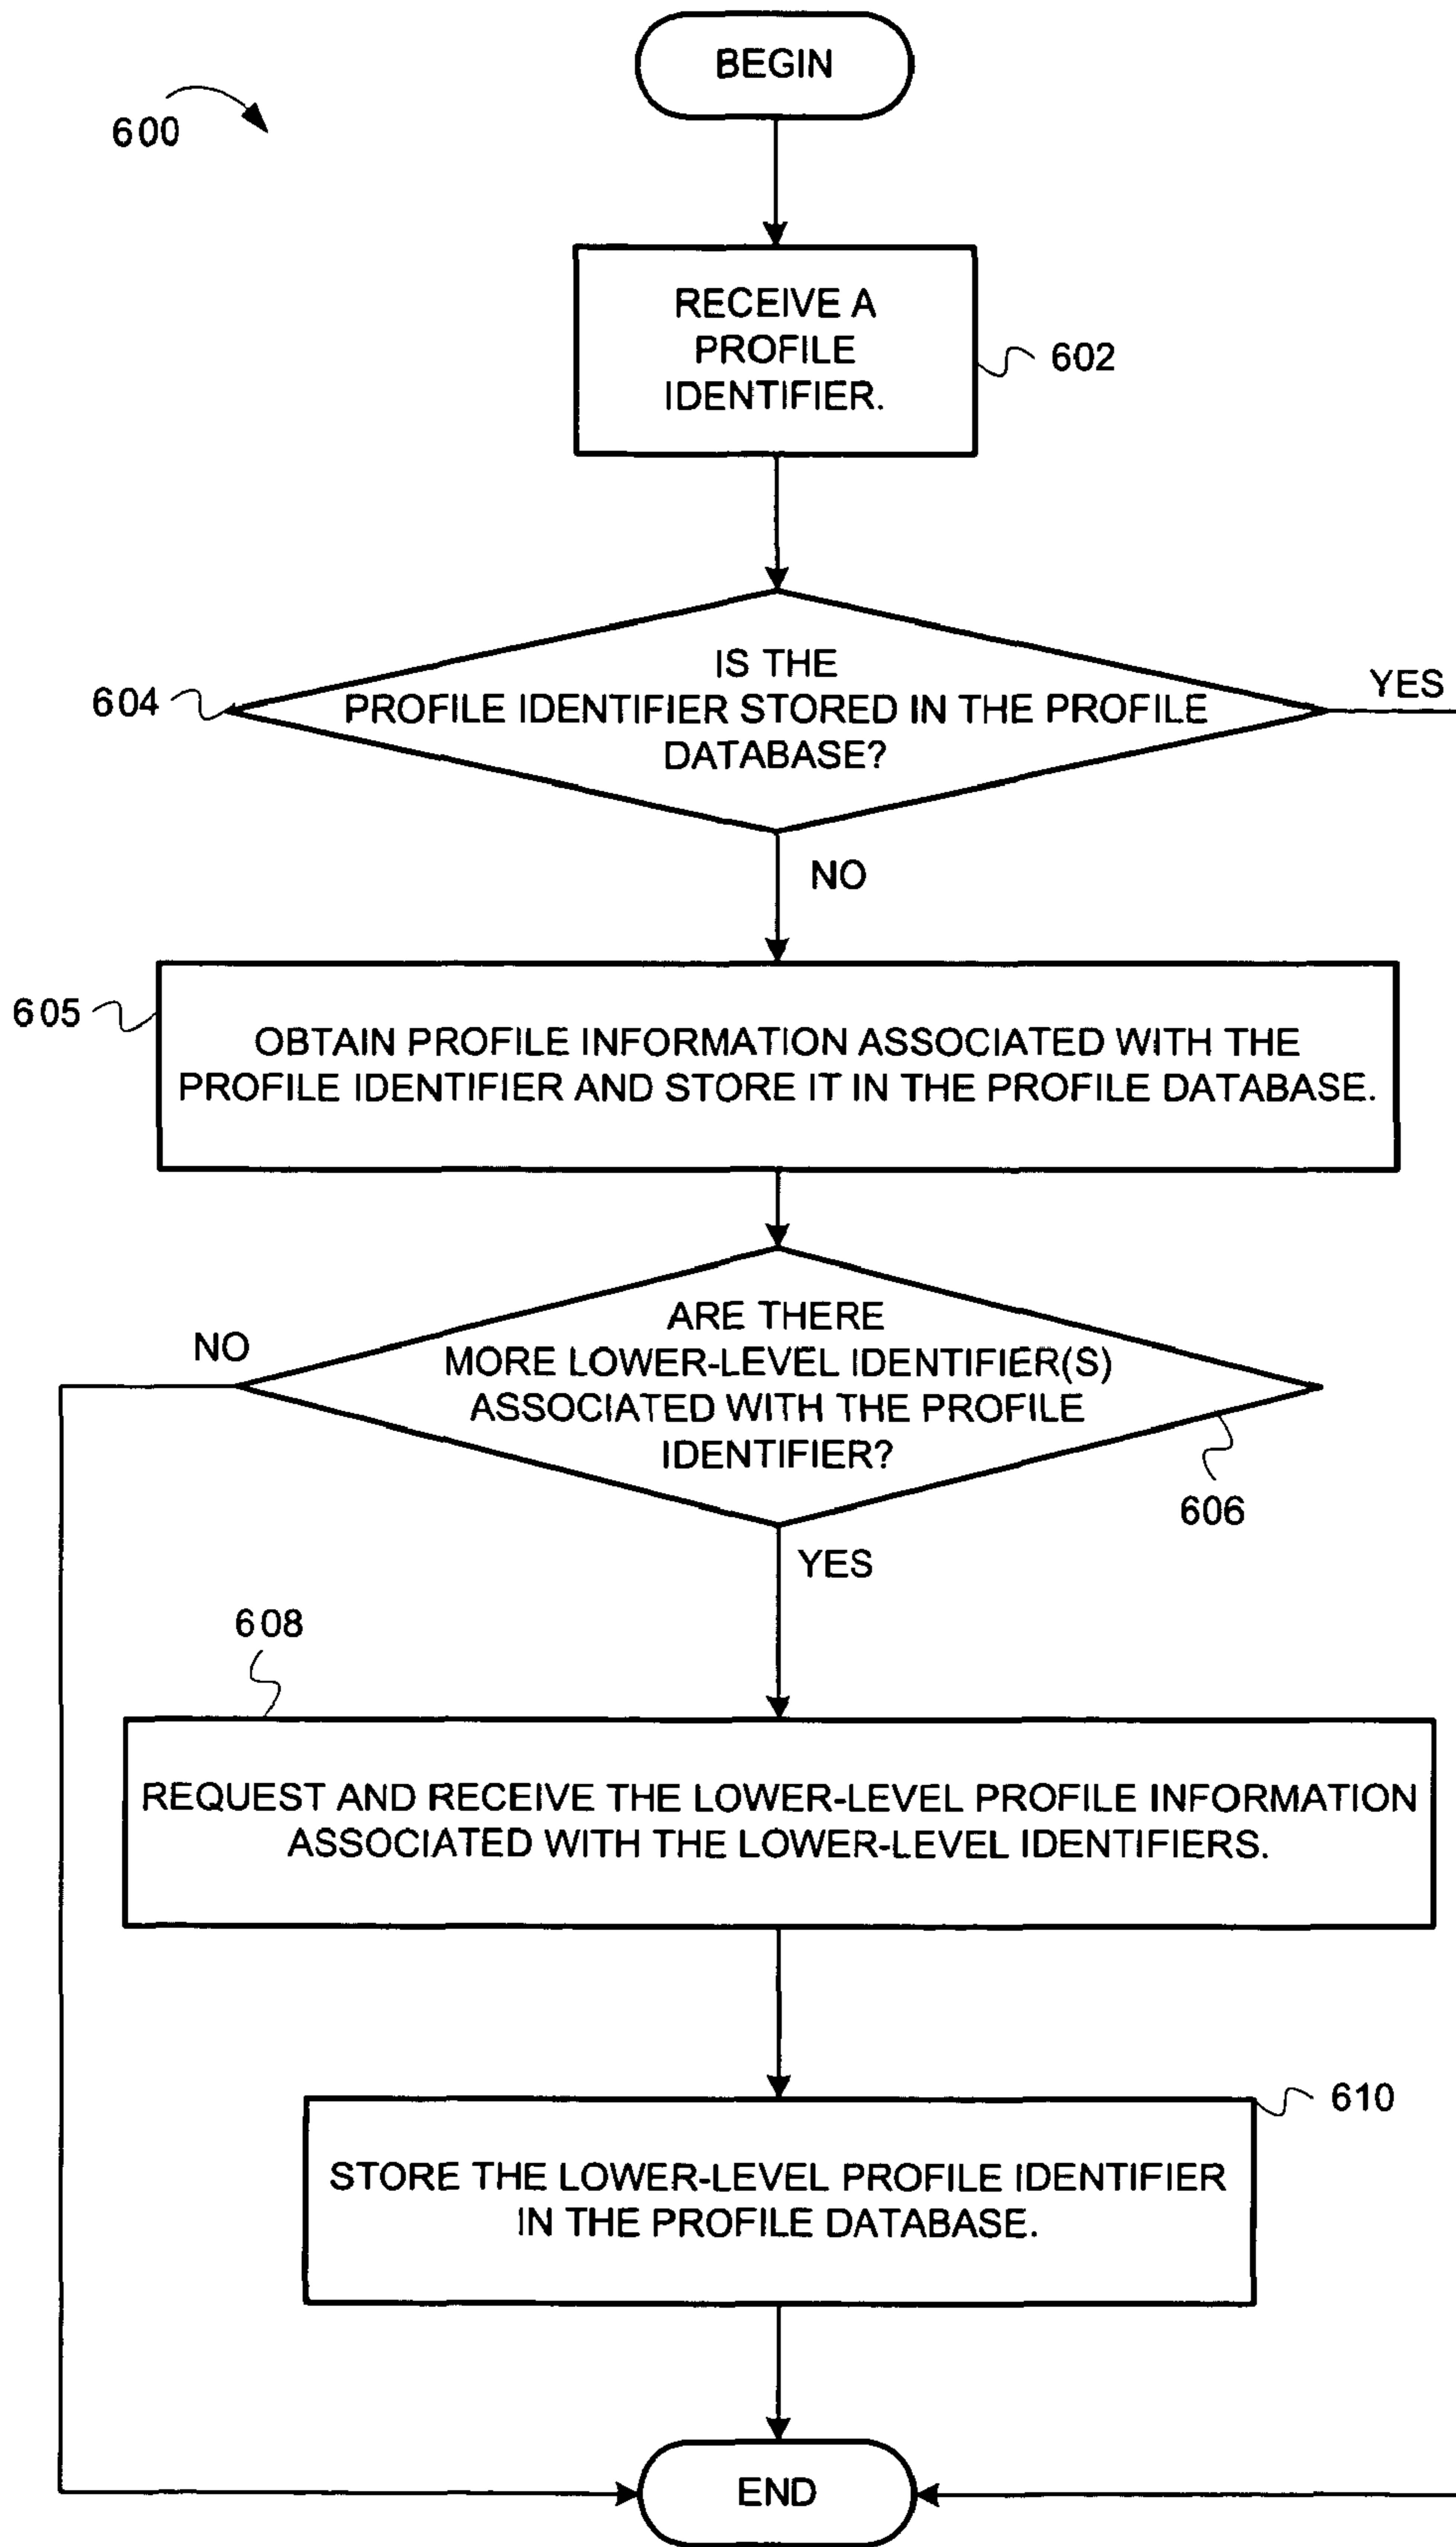 BEGIN
600
RECEIVE A
PROFILE
IDENTIFIER.
602
IS THE
PROFILE IDENTIFIER STORED IN THE PROFILE
DATABASE?
604
YES
NO
605
OBTAIN PROFILE INFORMATION ASSOCIATED WITH THE
PROFILE IDENTIFIER AND STORE IT IN THE PROFILE DATABASE.
ARE THERE
MORE LOWER-LEVEL IDENTIFIER(S)
ASSOCIATED WITH THE PROFILE
IDENTIFIER?
NO
606
YES
608
REQUEST AND RECEIVE THE LOWER-LEVEL PROFILE INFORMATION
ASSOCIATED WITH THE LOWER-LEVEL IDENTIFIERS.
610
STORE THE LOWER-LEVEL PROFILE IDENTIFIER
IN THE PROFILE DATABASE.
END